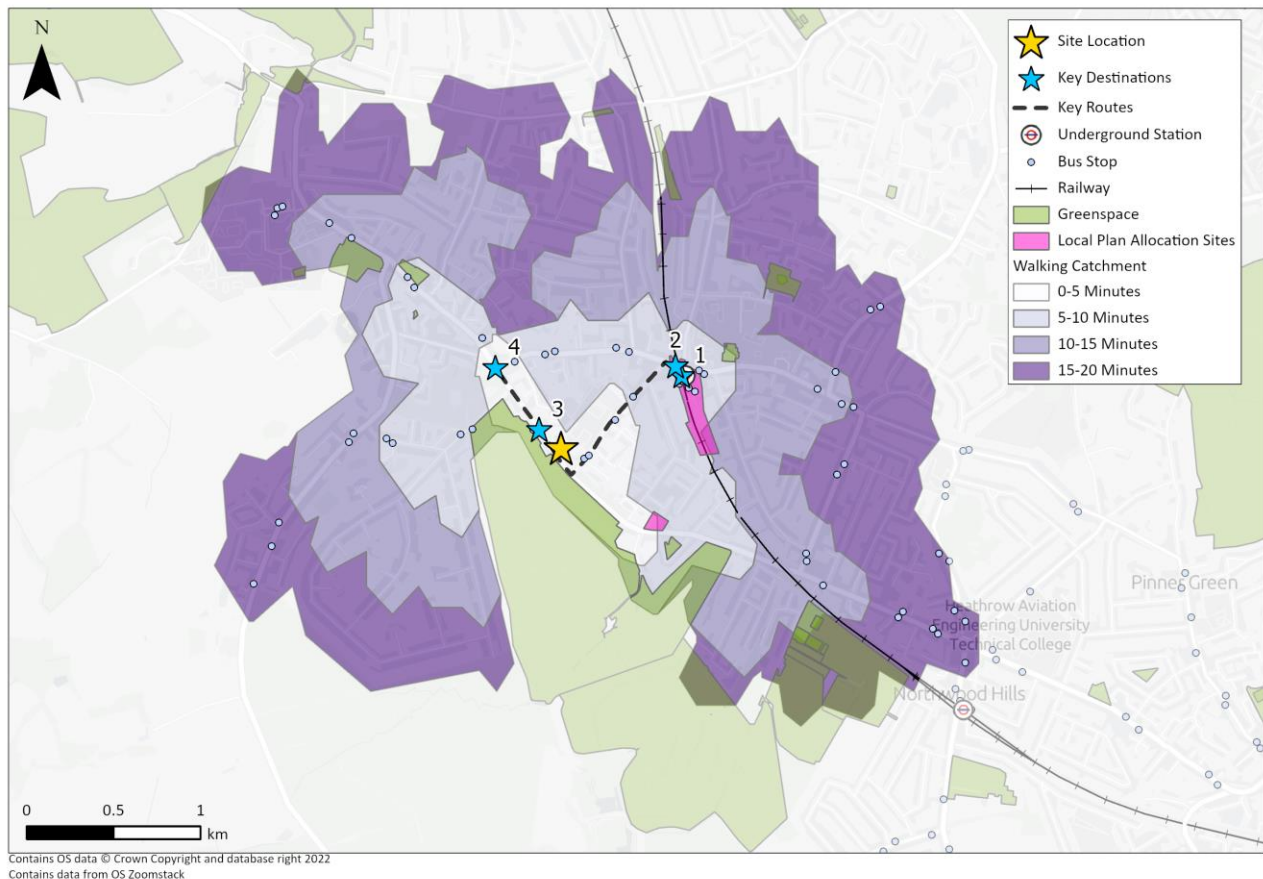 N
Site Location
Key Destinations
Key Routes
Underground Station
Bus Stop
Railway
Greenspace
Local Plan Allocation Sites
Walking Catchment
0-5 Minutes
5-10 Minutes
10-15 Minutes
15-20 Minutes
2
1
4
3
Pinner Green
Heathrow Aviation
Engineering University
Technical College
Northwood Hills
0 0.5 1
km
Contains OS data © Crown Copyright and database right 2022
Contains data from OS Zoomstack